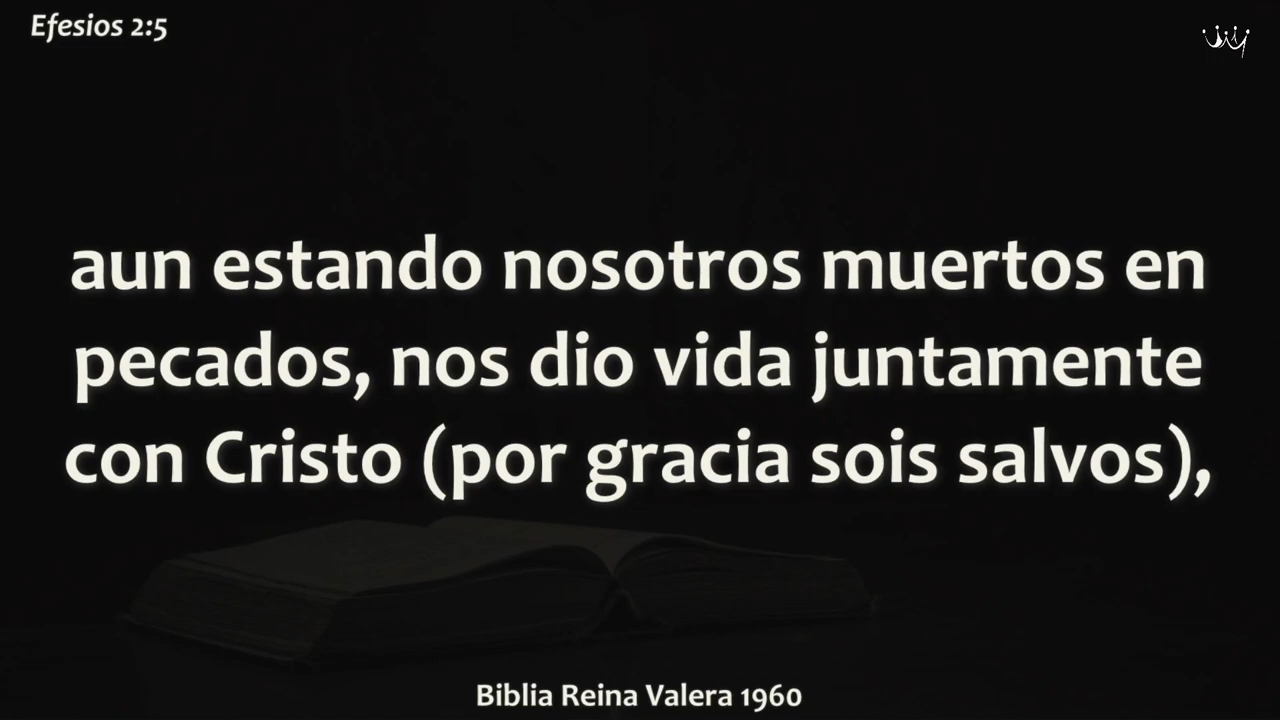 Efesios 2:5
aun estando nosotros muertos en
pecados, nos dio vida juntamente
con Cristo (por gracia sois salvos),
Biblia Reina Valera 1960